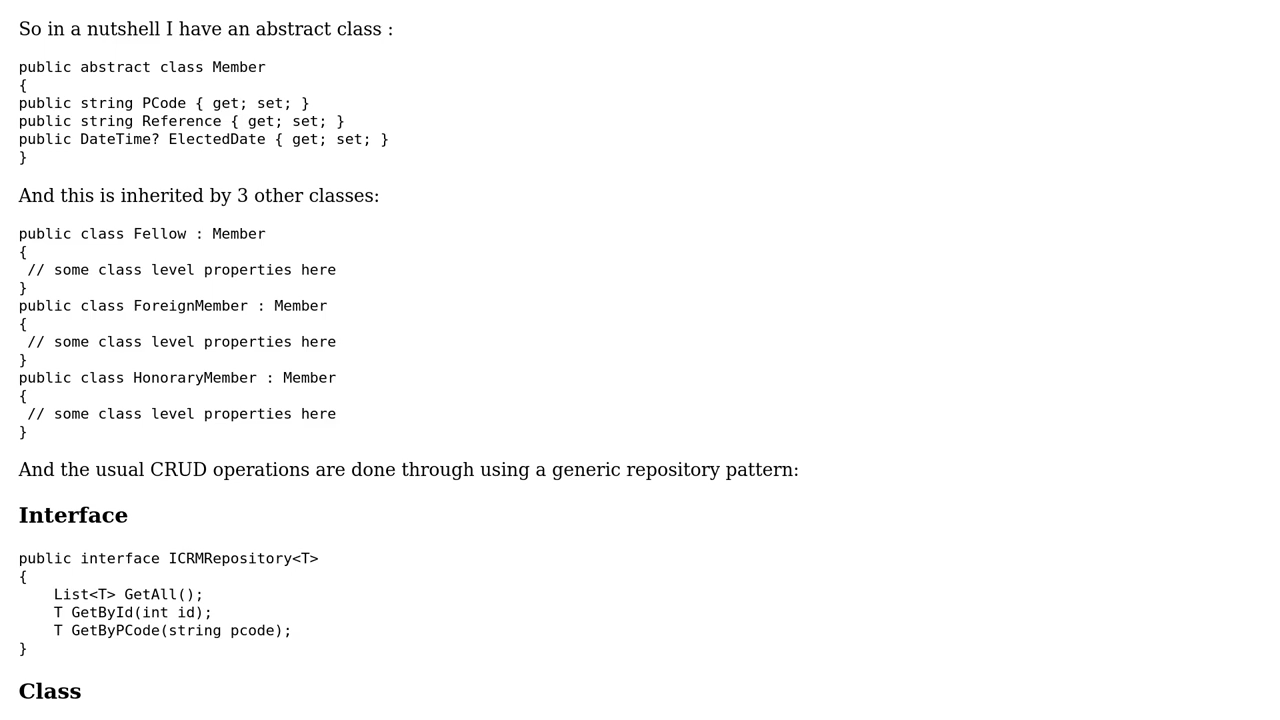 So in a nutshell I have an abstract class :
public abstract class Member
{
public string PCode { get; set; }
public string Reference { get; set; }
public DateTime? ElectedDate { get; set; }
}
And this is inherited by 3 other classes:
public class Fellow : Member
{
 // some class level properties here
}
public class ForeignMember : Member
{
 // some class level properties here
}
public class HonoraryMember : Member
{
 // some class level properties here
}
And the usual CRUD operations are done through using a generic repository pattern:
Interface
public interface ICRMRepository<T>
{
    List<T> GetAll();
    T GetById(int id);
    T GetByPCode(string pcode);
}
Class